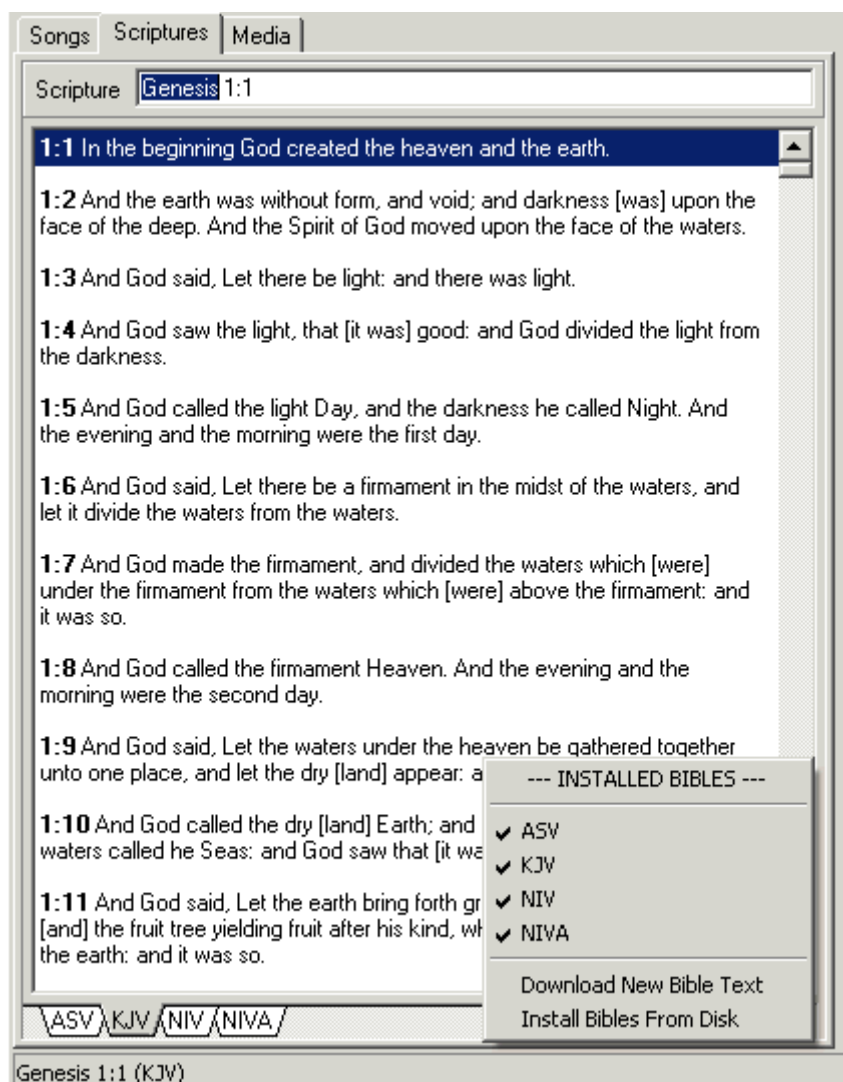 Songs Scriptures Media
Scripture Genesis 1:1
1:1 In the beginning God created the heaven and the earth.
1:2 And the earth was without form, and void; and darkness [was] upon the
face of the deep. And the Spirit of God moved upon the face of the waters.
1:3 And God said, Let there be light: and there was light.
1:4 And God saw the light, that [it was] good: and God divided the light from
the darkness.
1:5 And God called the light Day, and the darkness he called Night. And
the evening and the morning were the first day.
1:6 And God said, Let there be a firmament in the midst of the waters, and
let it divide the waters from the waters.
1:7 And God made the firmament, and divided the waters which [were]
under the firmament from the waters which [were] above the firmament: and
it was so.
1:8 And God called the firmament Heaven. And the evening and the
morning were the second day.
1:9 And God said, Let the waters under the heaven be gathered together
unto one place, and let the dry [land] appear: a
1:10 And God called the dry [land] Earth; and
waters called he Seas: and God saw that [it wa
1:11 And God said, Let the earth bring forth gr
[and] the fruit tree yielding fruit after his kind, wh
the earth: and it was so.
--- INSTALLED BIBLES ---
ASV
KJV
NIV
NIVA
Download New Bible Text
Install Bibles From Disk
ASV KJV NIV NIVA
Genesis 1:1 (KJV)